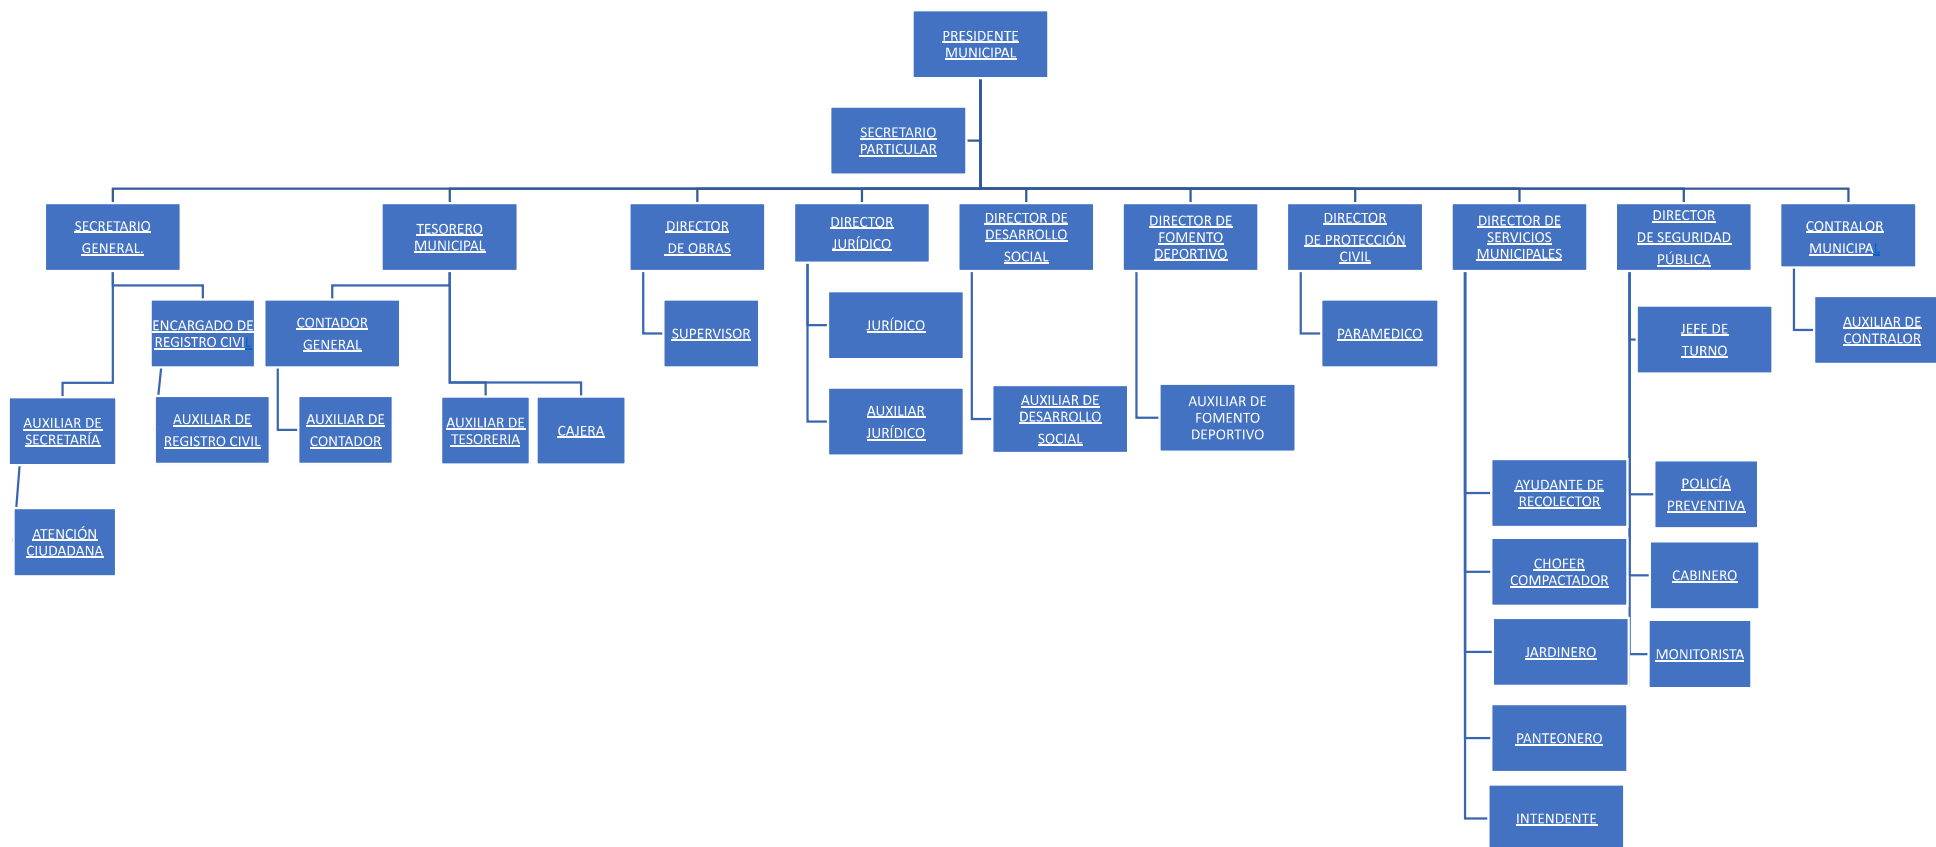 PRESIDENTE
MUNICIPAL
SECRETARIO
PARTICULAR
SECRETARIO
GENERAL.
TESORERO
MUNICIPAL
DIRECTOR
DE OBRAS
DIRECTOR
JURÍDICO
DIRECTOR DE
DESARROLLO
SOCIAL
DIRECTOR DE
FOMENTO
DEPORTIVO
DIRECTOR
DE PROTECCIÓN
CIVIL
DIRECTOR DE
SERVICIOS
MUNICIPALES
DIRECTOR
DE SEGURIDAD
PÚBLICA
CONTRALOR
MUNICIPAL
ENCARGADO DE
REGISTRO CIVIL
CONTADOR
GENERAL
SUPERVISOR
JURÍDICO
PARAMEDICO
JEFE DE
TURNO
AUXILIAR DE
CONTRALOR
AUXILIAR DE
SECRETARÍA
AUXILIAR DE
REGISTRO CIVIL
AUXILIAR DE
CONTADOR
AUXILIAR DE
TESORERIA
CAJERA
AUXILIAR
JURÍDICO
AUXILIAR DE
DESARROLLO
SOCIAL
AUXILIAR DE
FOMENTO
DEPORTIVO
AYUDANTE DE
RECOLECTOR
POLICÍA
PREVENTIVA
ATENCIÓN
CIUDADANA
CHOFER
COMPACTADOR
CABINERO
JARDINERO
MONITORISTA
PANTEONERO
INTENDENTE